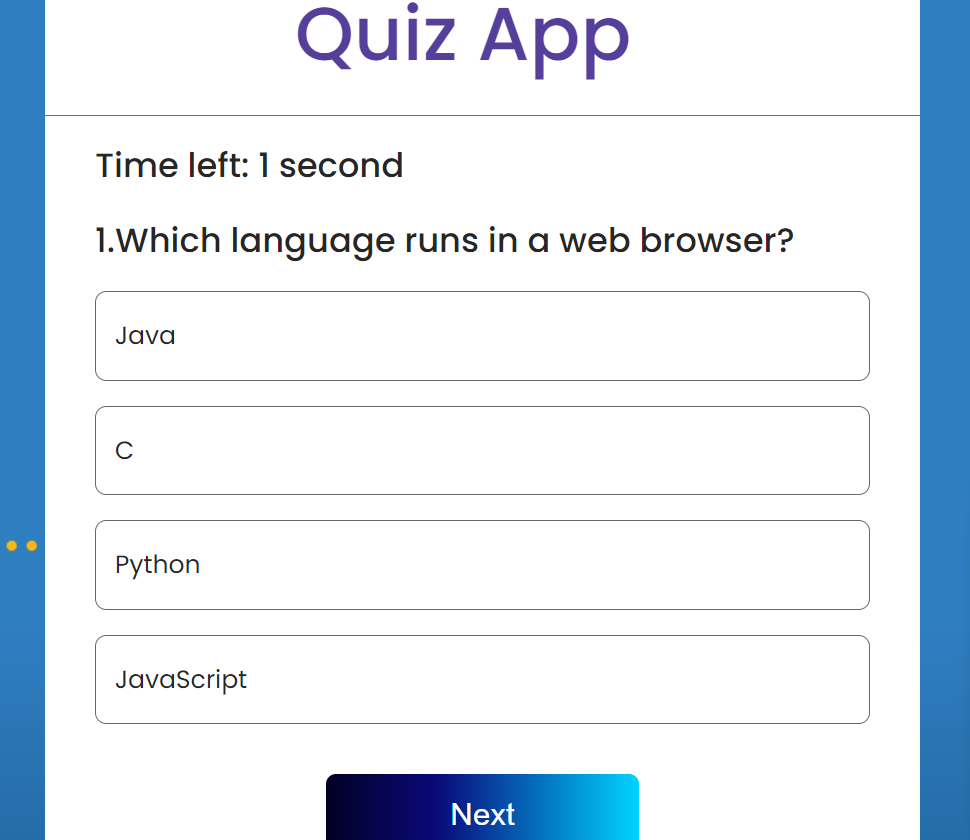 Quiz App
Time left: 1 second
1.Which language runs in a web browser?
Java
C
Python
JavaScript
Next